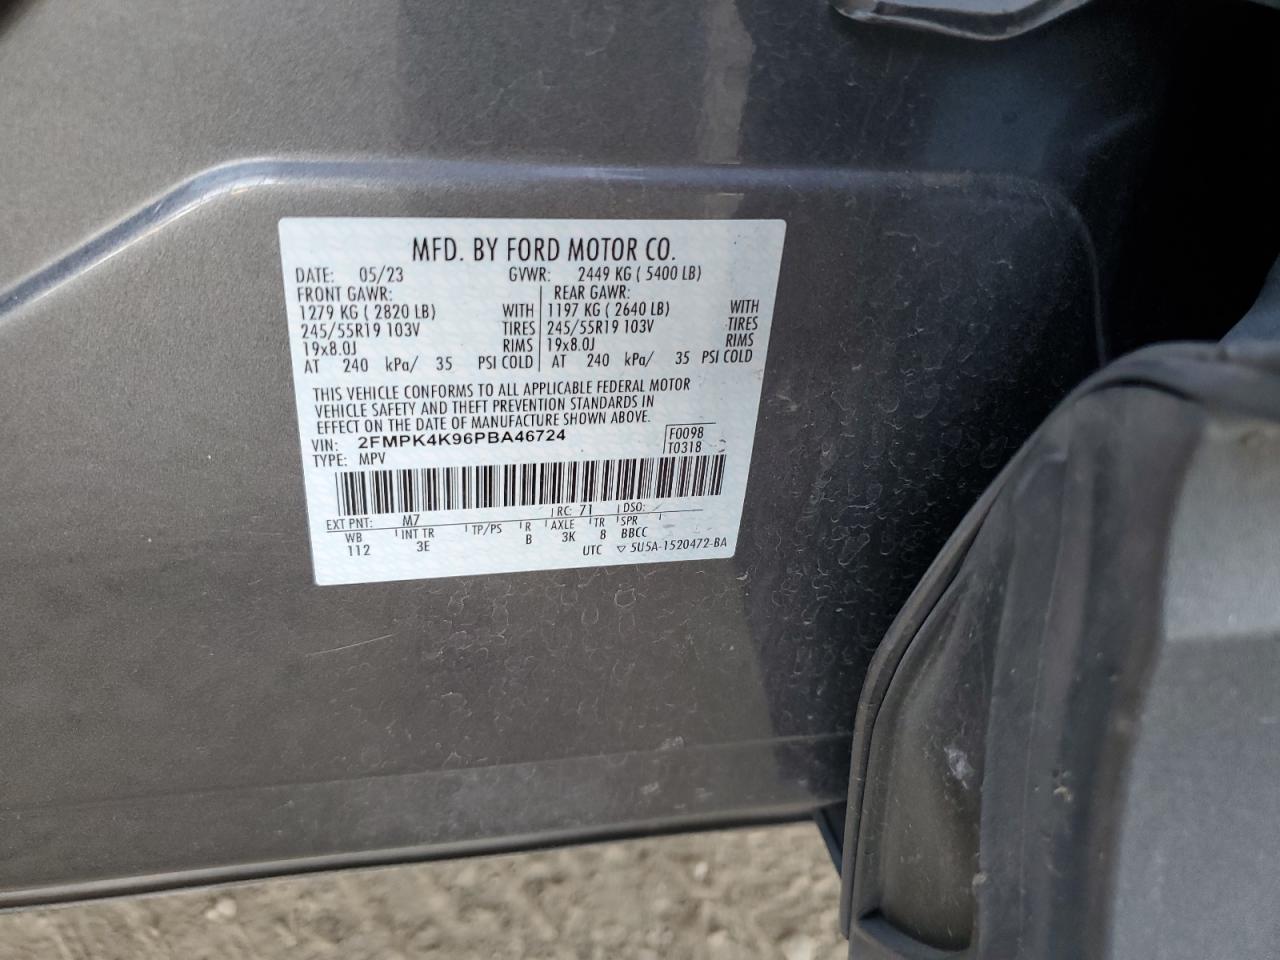 MFD. BY FORD MOTOR CO.
DATE: 05/23 GVWR: 2449 KG ( 5400 LB)
FRONT GAWR: REAR GAWR:
1279 KG ( 2820 LB) WITH 1197 KG ( 2640 LB) WITH
245/55R19 103V TIRES 245/55R19 103V TIRES
19x8.0J RIMS 19x8.0J RIMS
AT 240 kPa/ 35 PSI COLD AT 240 kPa/ 35 PSI COLD
THIS VEHICLE CONFORMS TO ALL APPLICABLE FEDERAL MOTOR
VEHICLE SAFETY AND THEFT PREVENTION STANDARDS IN
EFFECT ON THE DATE OF MANUFACTURE SHOWN ABOVE.
VIN: 2FMPK4K96PBA46724 F0098
TYPE: MPV T0318
EXT PNT: M7 RC: 71 DSO:
WB INT TR TP/PS R AXLE TR SPR
112 3E B 3K 8 BBCC
UTC ▽ 5U5A-1520472-BA